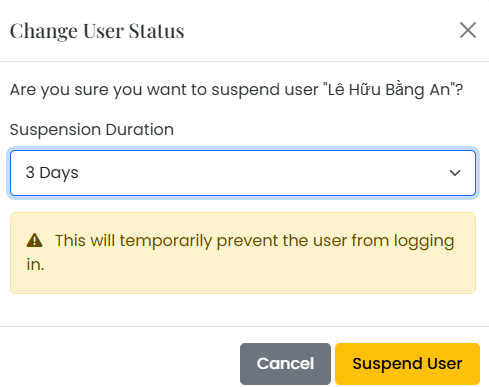 Change User Status
Are you sure you want to suspend user "Lê Hữu Bằng An"?
Suspension Duration
3 Days
This will temporarily prevent the user from logging
in.
Cancel Suspend User